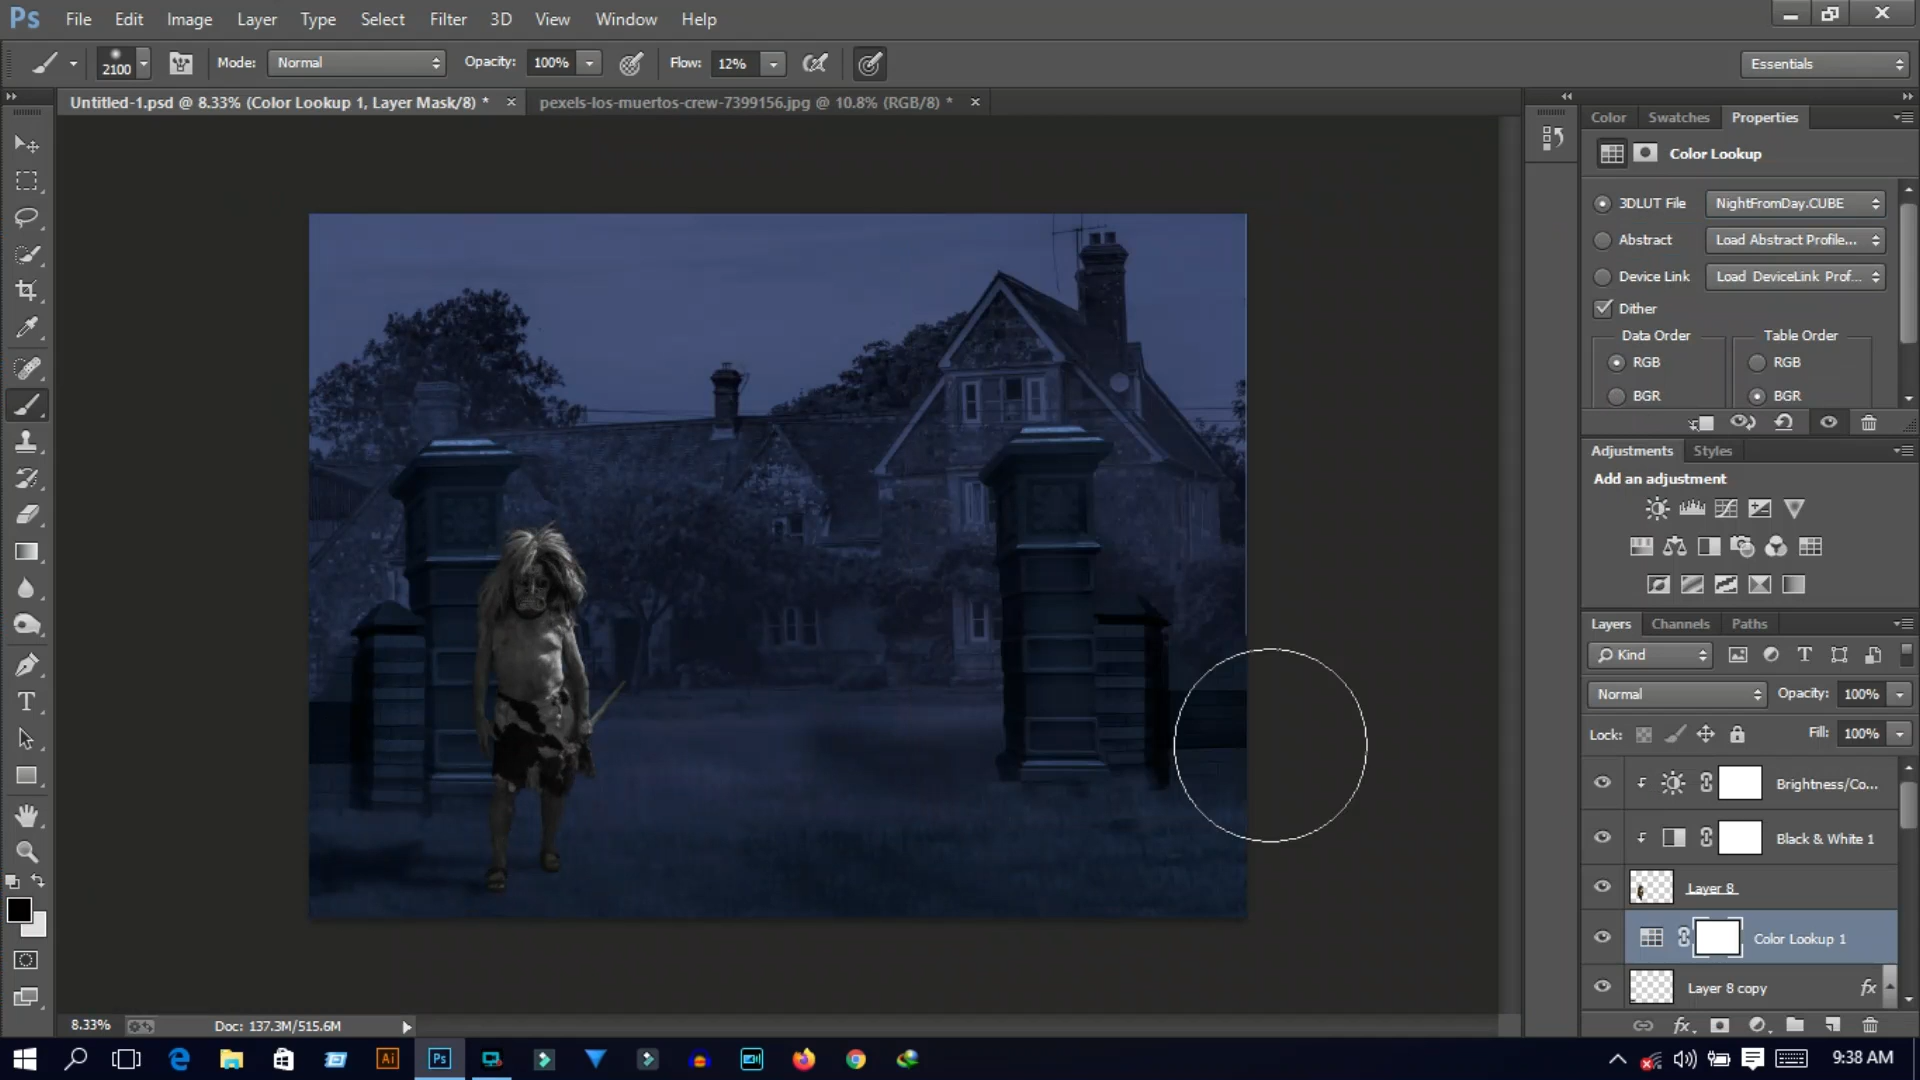 Ps File Edit Image Layer Type Select Filter 3D View Window Help
2100 Mode: Normal Opacity: 100% Flow: 12% Essentials
Untitled-1.psd @ 8.33% (Color Lookup 1, Layer Mask/8) * pexels-los-muertos-crew-7399156.jpg @ 10.8% (RGB/8) *
Color Swatches Properties
Color Lookup
3DLUT File NightFromDay.CUBE
Abstract Load Abstract Profile...
Device Link Load DeviceLink Prof...
Dither
Data Order Table Order
RGB RGB
BGR BGR
Adjustments Styles
Add an adjustment
Layers Channels Paths
Kind
Normal Opacity: 100%
Lock: Fill: 100%
Brightness/Co...
Black & White 1
Layer 8
Color Lookup 1
Layer 8 copy fx
8.33% Doc: 137.3M/515.6M
fx
Ai Ps 9:38 AM